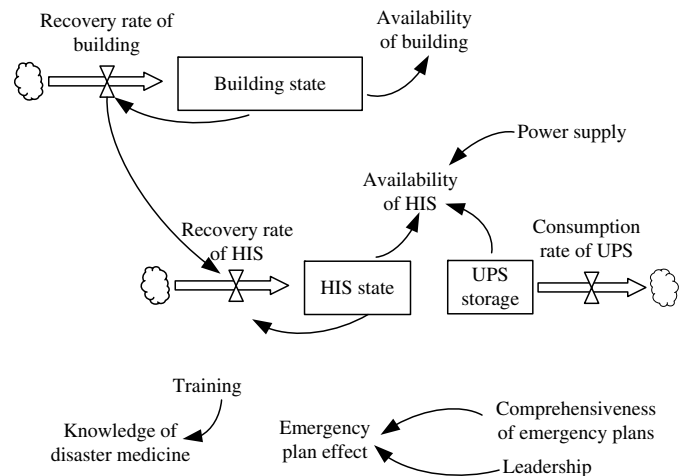 Recovery rate of
building
Availability
of building
Building state
Power supply
Availability
of HIS
Recovery rate
of HIS
Consumption
rate of UPS
HIS state
UPS
storage
Training
Knowledge of
disaster medicine
Emergency
plan effect
Comprehensiveness
of emergency plans
Leadership